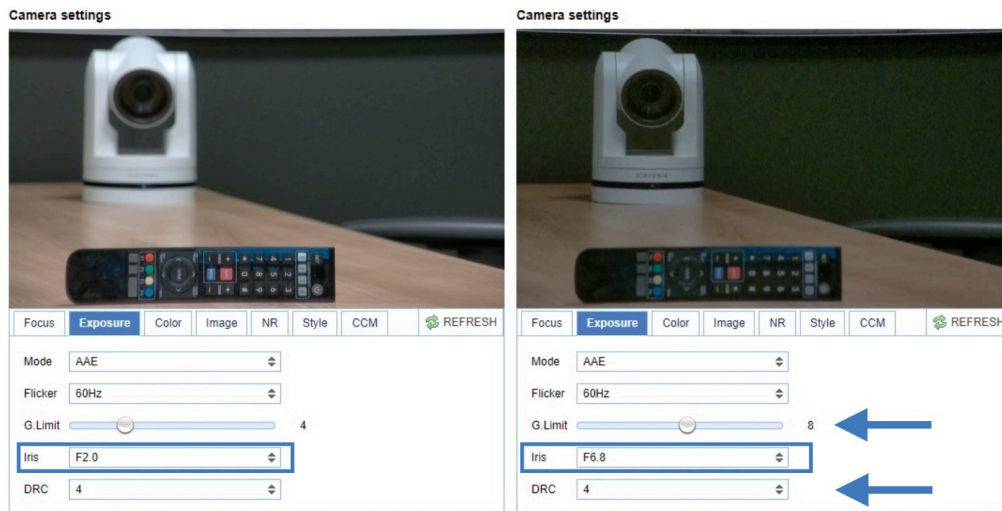 Camera settings
Focus Exposure Color Image NR Style CCM REFRESH
Mode AAE
Flicker 60Hz
G.Limit 4
Iris F2.0
DRC 4
Camera settings
Focus Exposure Color Image NR Style CCM REFRESH
Mode AAE
Flicker 60Hz
G.Limit 8
Iris F6.8
DRC 4